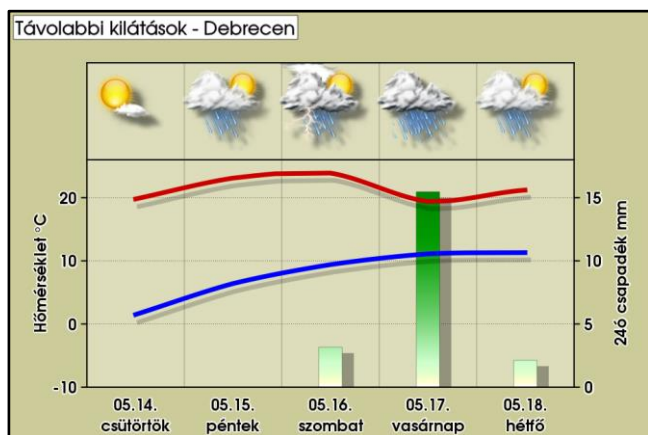 Távolabbi kilátások - Debrecen
Hőmérséklet °C
20
10
0
-10
15
10
5
0
24ó csapadék mm
05.14. 05.15. 05.16. 05.17. 05.18.
csütörtök péntek szombat vasárnap hétfő